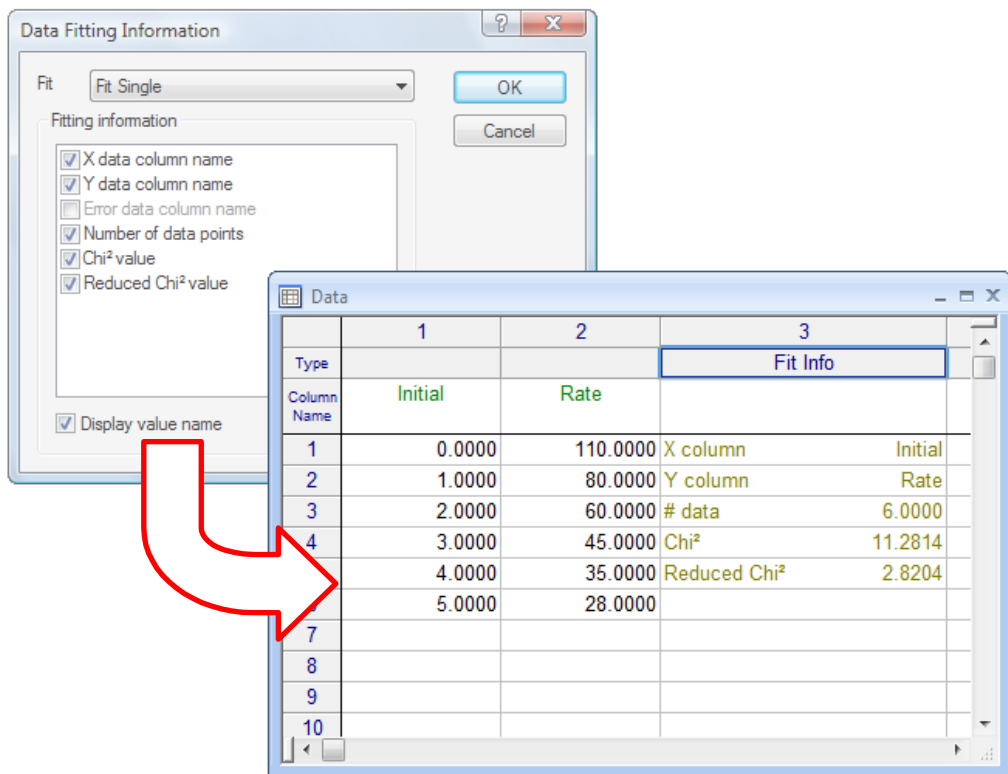 Data Fitting Information
?
Fit Fit Single OK
Fitting information Cancel
X data column name
Y data column name
Error data column name
Number of data points
Chi² value
Reduced Chi² value
Display value name
Data
1 2 3
Type Fit Info
Column Name Initial Rate
1 0.0000 110.0000 X column Initial
2 1.0000 80.0000 Y column Rate
3 2.0000 60.0000 # data 6.0000
4 3.0000 45.0000 Chi² 11.2814
4.0000 35.0000 Reduced Chi² 2.8204
5.0000 28.0000
7
8
9
10